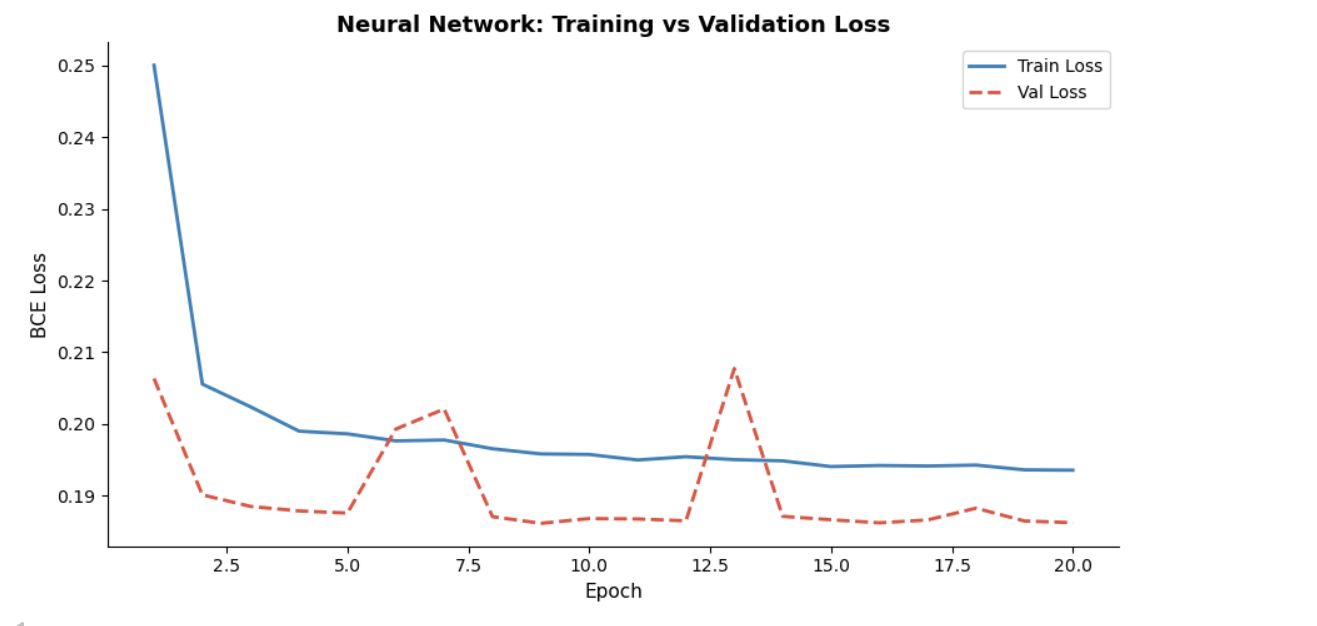 Neural Network: Training vs Validation Loss
Train Loss
Val Loss
BCE Loss
0.25
0.24
0.23
0.22
0.21
0.20
0.19
2.5 5.0 7.5 10.0 12.5 15.0 17.5 20.0
Epoch